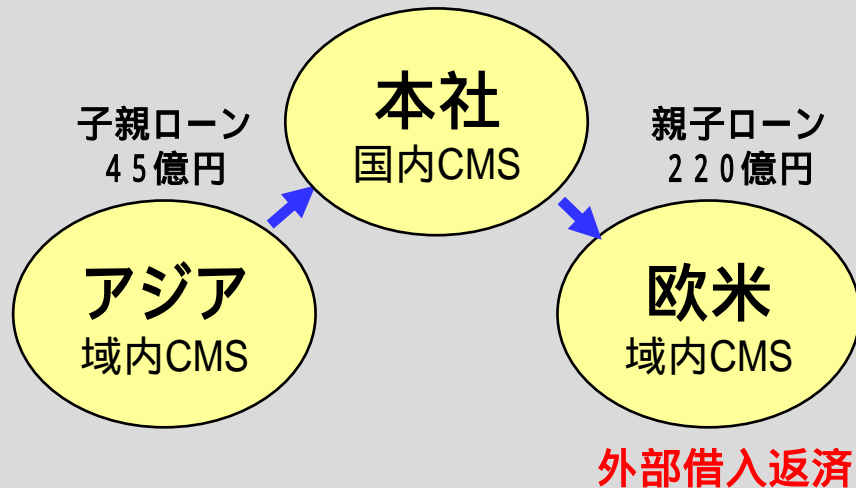 本社
国内CMS
子親ローン
45億円
親子ローン
220億円
アジア
域内CMS
欧米
域内CMS
外部借入返済